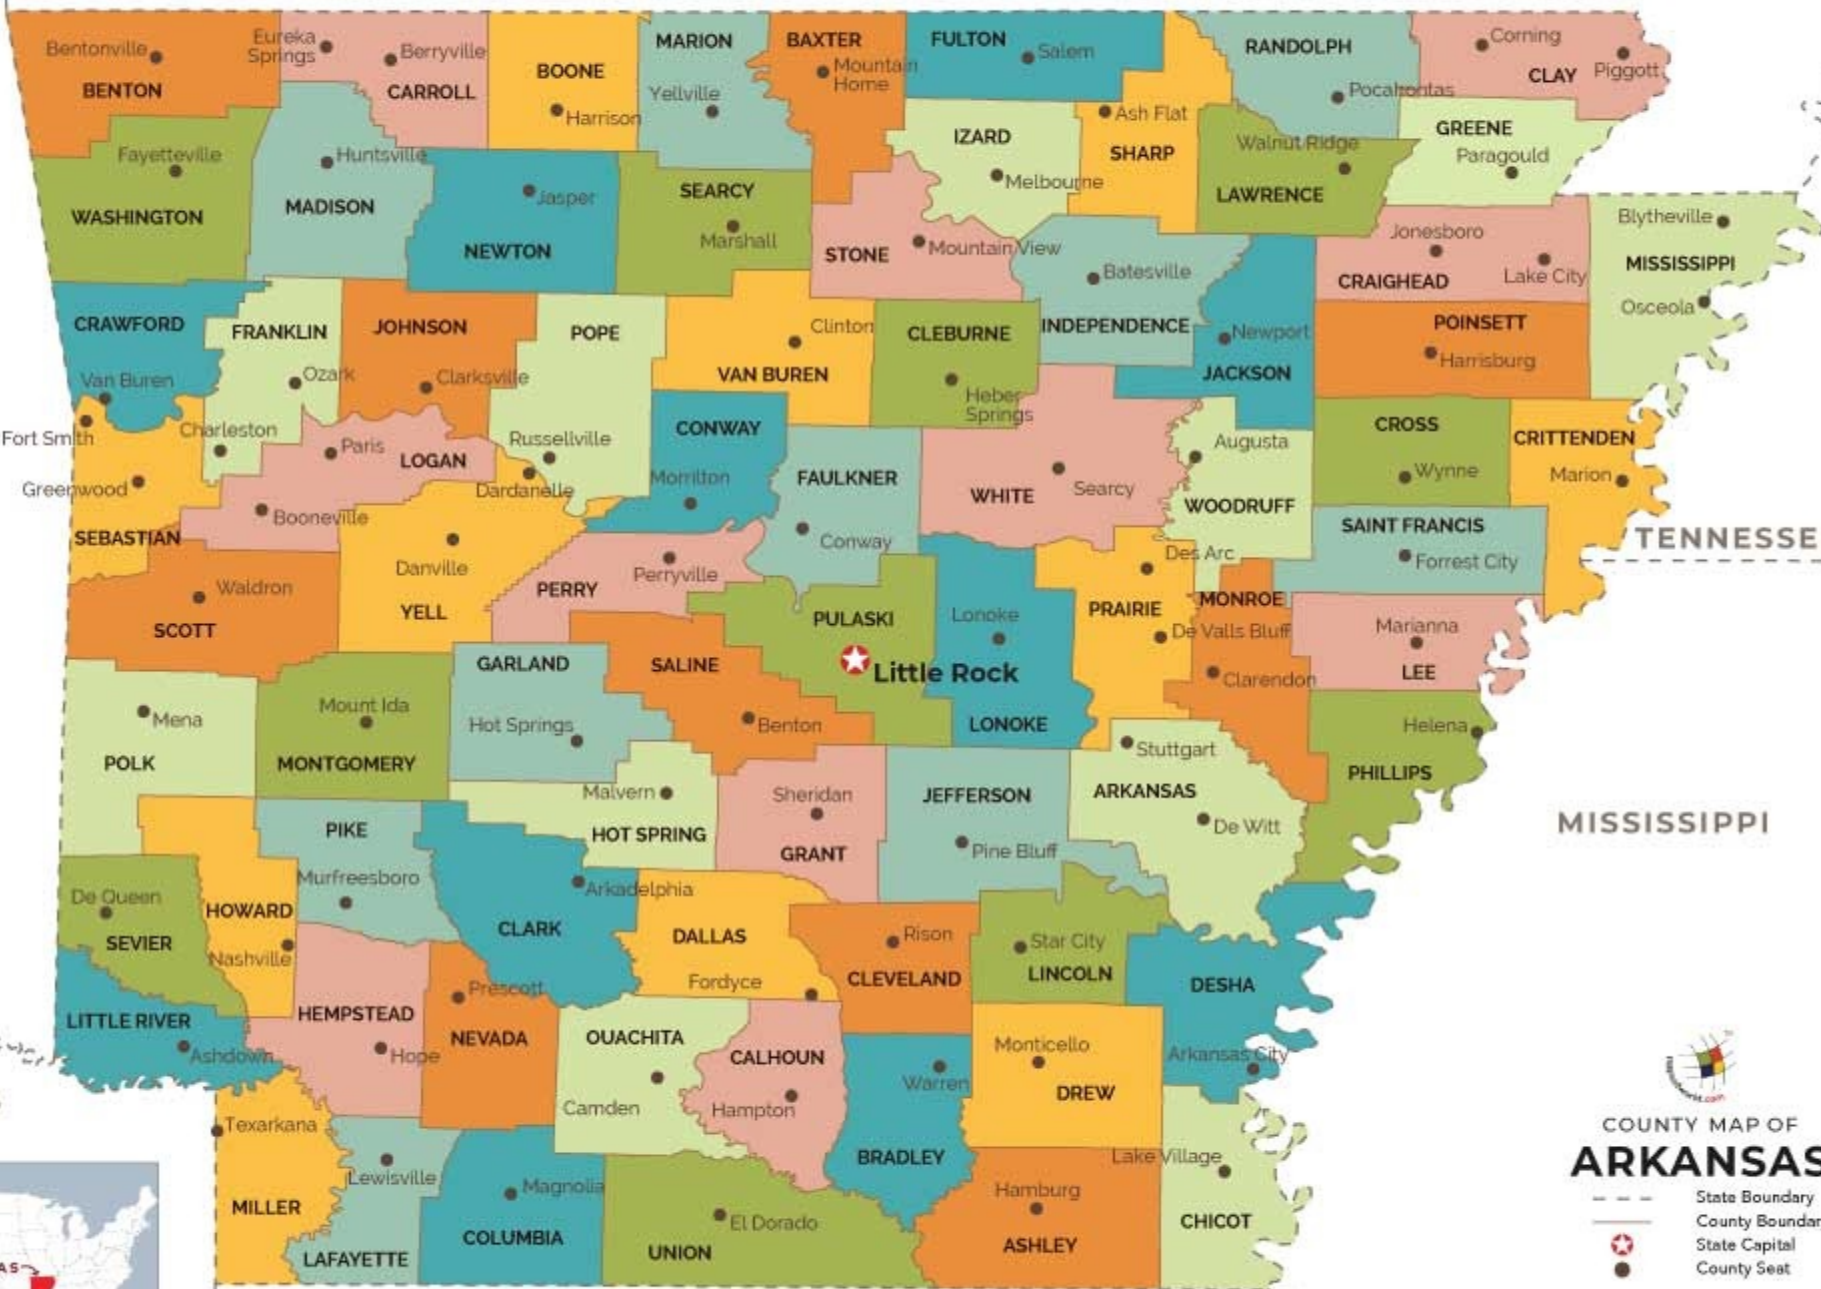 Bentonville
BENTON
Eureka
Springs
Berryville
CARROLL
BOONE
Harrison
MARION
Yellville
BAXTER
Mountain
Home
FULTON
Salem
RANDOLPH
Pocahontas
Corning
CLAY
Piggott
Fayetteville
WASHINGTON
Huntsville
MADISON
Jasper
NEWTON
SEARCY
Marshall
STONE
Mountain View
IZARD
Melbourne
Ash Flat
SHARP
Walnut Ridge
LAWRENCE
GREENE
Paragould
Batesville
INDEPENDENCE
Newport
JACKSON
Jonesboro
Lake City
CRAIGHEAD
Blytheville
MISSISSIPPI
Osceola
CRAWFORD
Van Buren
FRANKLIN
Ozark
Charleston
JOHNSON
Clarksville
POPE
Russellville
Clinton
VAN BUREN
CLEBURNE
Heber
Springs
POINSETT
Harrisburg
Fort Smith
Greenwood
SEBASTIAN
Paris
LOGAN
Booneville
Dardanelle
Danville
YELL
CONWAY
Morrilton
FAULKNER
Conway
WHITE
Searcy
Augusta
WOODRUFF
CROSS
Wynne
CRITTENDEN
Marion
SAINT FRANCIS
Forrest City
TENNESSE
Waldron
SCOTT
PERRY
Perryville
PULASKI
Little Rock
Lonoke
LONOKE
Des Arc
PRAIRIE
De Valls Bluff
MONROE
Clarendon
Marianna
LEE
Mena
POLK
Mount Ida
MONTGOMERY
GARLAND
Hot Springs
SALINE
Benton
Malvern
HOT SPRING
Sheridan
GRANT
JEFFERSON
Pine Bluff
Stuttgart
ARKANSAS
De Witt
Helena
PHILLIPS
MISSISSIPPI
De Queen
SEVIER
HOWARD
Nashville
PIKE
Murfreesboro
CLARK
Arkadelphia
DALLAS
Fordyce
Rison
CLEVELAND
Star City
LINCOLN
DESHA
Arkansas City
LITTLE RIVER
Ashdown
HEMPSTEAD
Hope
Prescott
NEVADA
OUACHITA
Camden
CALHOUN
Hampton
Warren
BRADLEY
Monticello
DREW
Texarkana
MILLER
Lewisville
LAFAYETTE
Magnolia
COLUMBIA
El Dorado
UNION
Hamburg
ASHLEY
Lake Village
CHICOT
COUNTY MAP OF
ARKANSAS
State Boundary
County Boundar
State Capital
County Seat
AS